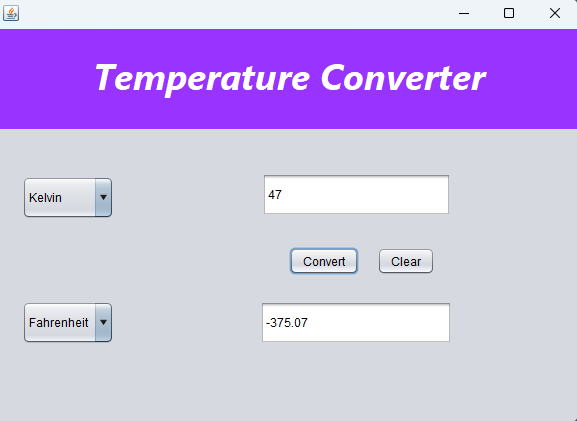 Temperature Converter
Kelvin
47
Convert Clear
Fahrenheit
-375.07